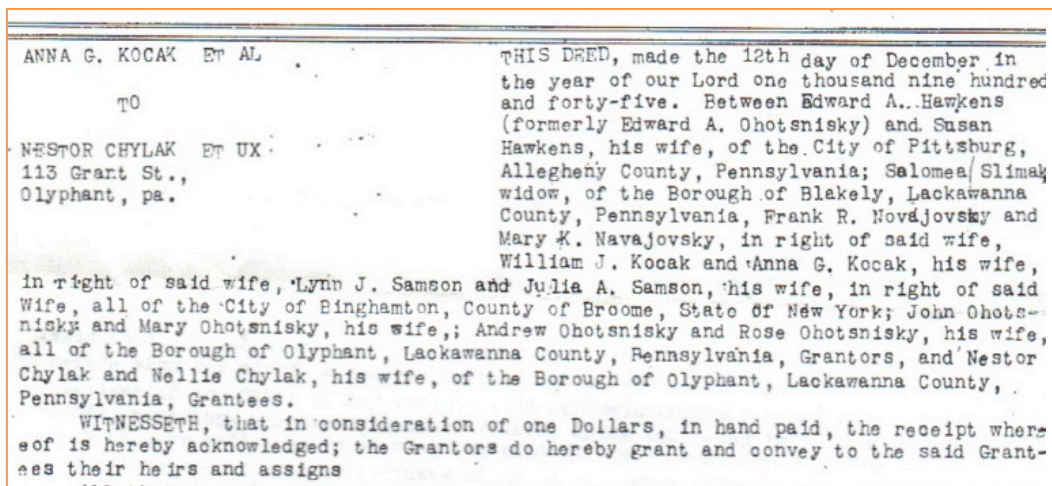 ANNA G. KOCAK ET AL
TO
NESTOR CHYLAK ET UX
113 Grant St.,
Olyphant, pa.
THIS DEED, made the 12th day of December in
the year of our Lord one thousand nine hundred
and forty-five. Between Edward A. Hawkens
(formerly Edward A. Ohotsnisky) and Susan
Hawkens, his wife, of the City of Pittsburg,
Allegheny County, Pennsylvania; Salomea Slimak,
widow, of the Borough of Blakely, Lackawanna
County, Pennsylvania, Frank R. Novajovsky and
Mary K. Navajovsky, in right of said wife,
William J. Kocak and Anna G. Kocak, his wife,
in right of said wife, Lynn J. Samson and Julia A. Samson, his wife, in right of said
Wife, all of the City of Binghamton, County of Broome, State of New York; John Ohots-
nisky and Mary Ohotsnisky, his wife,; Andrew Ohotsnisky and Rose Ohotsnisky, his wife,
all of the Borough of Olyphant, Lackawanna County, Pennsylvania, Grantors, and Nestor
Chylak and Nellie Chylak, his wife, of the Borough of Olyphant, Lackawanna County,
Pennsylvania, Grantees.
WITNESSETH, that in consideration of one Dollars, in hand paid, the receipt where-
eof is hereby acknowledged; the Grantors do hereby grant and convey to the said Grant-
ees their heirs and assigns